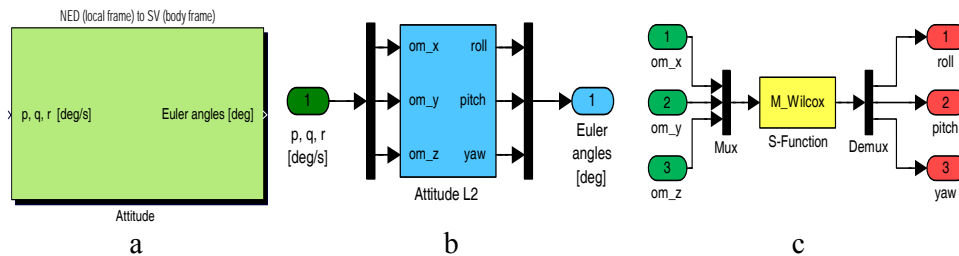 NED (local frame) to SV (body frame)
p, q, r [deg/s]
Euler angles [deg]
Attitude
a
1
p, q, r
[deg/s]
om_x
om_y
om_z
roll
pitch
yaw
Attitude L2
1
Euler
angles
[deg]
b
1
om_x
2
om_y
3
om_z
Mux
M_Wilcox
S-Function
Demux
1
roll
2
pitch
3
yaw
c